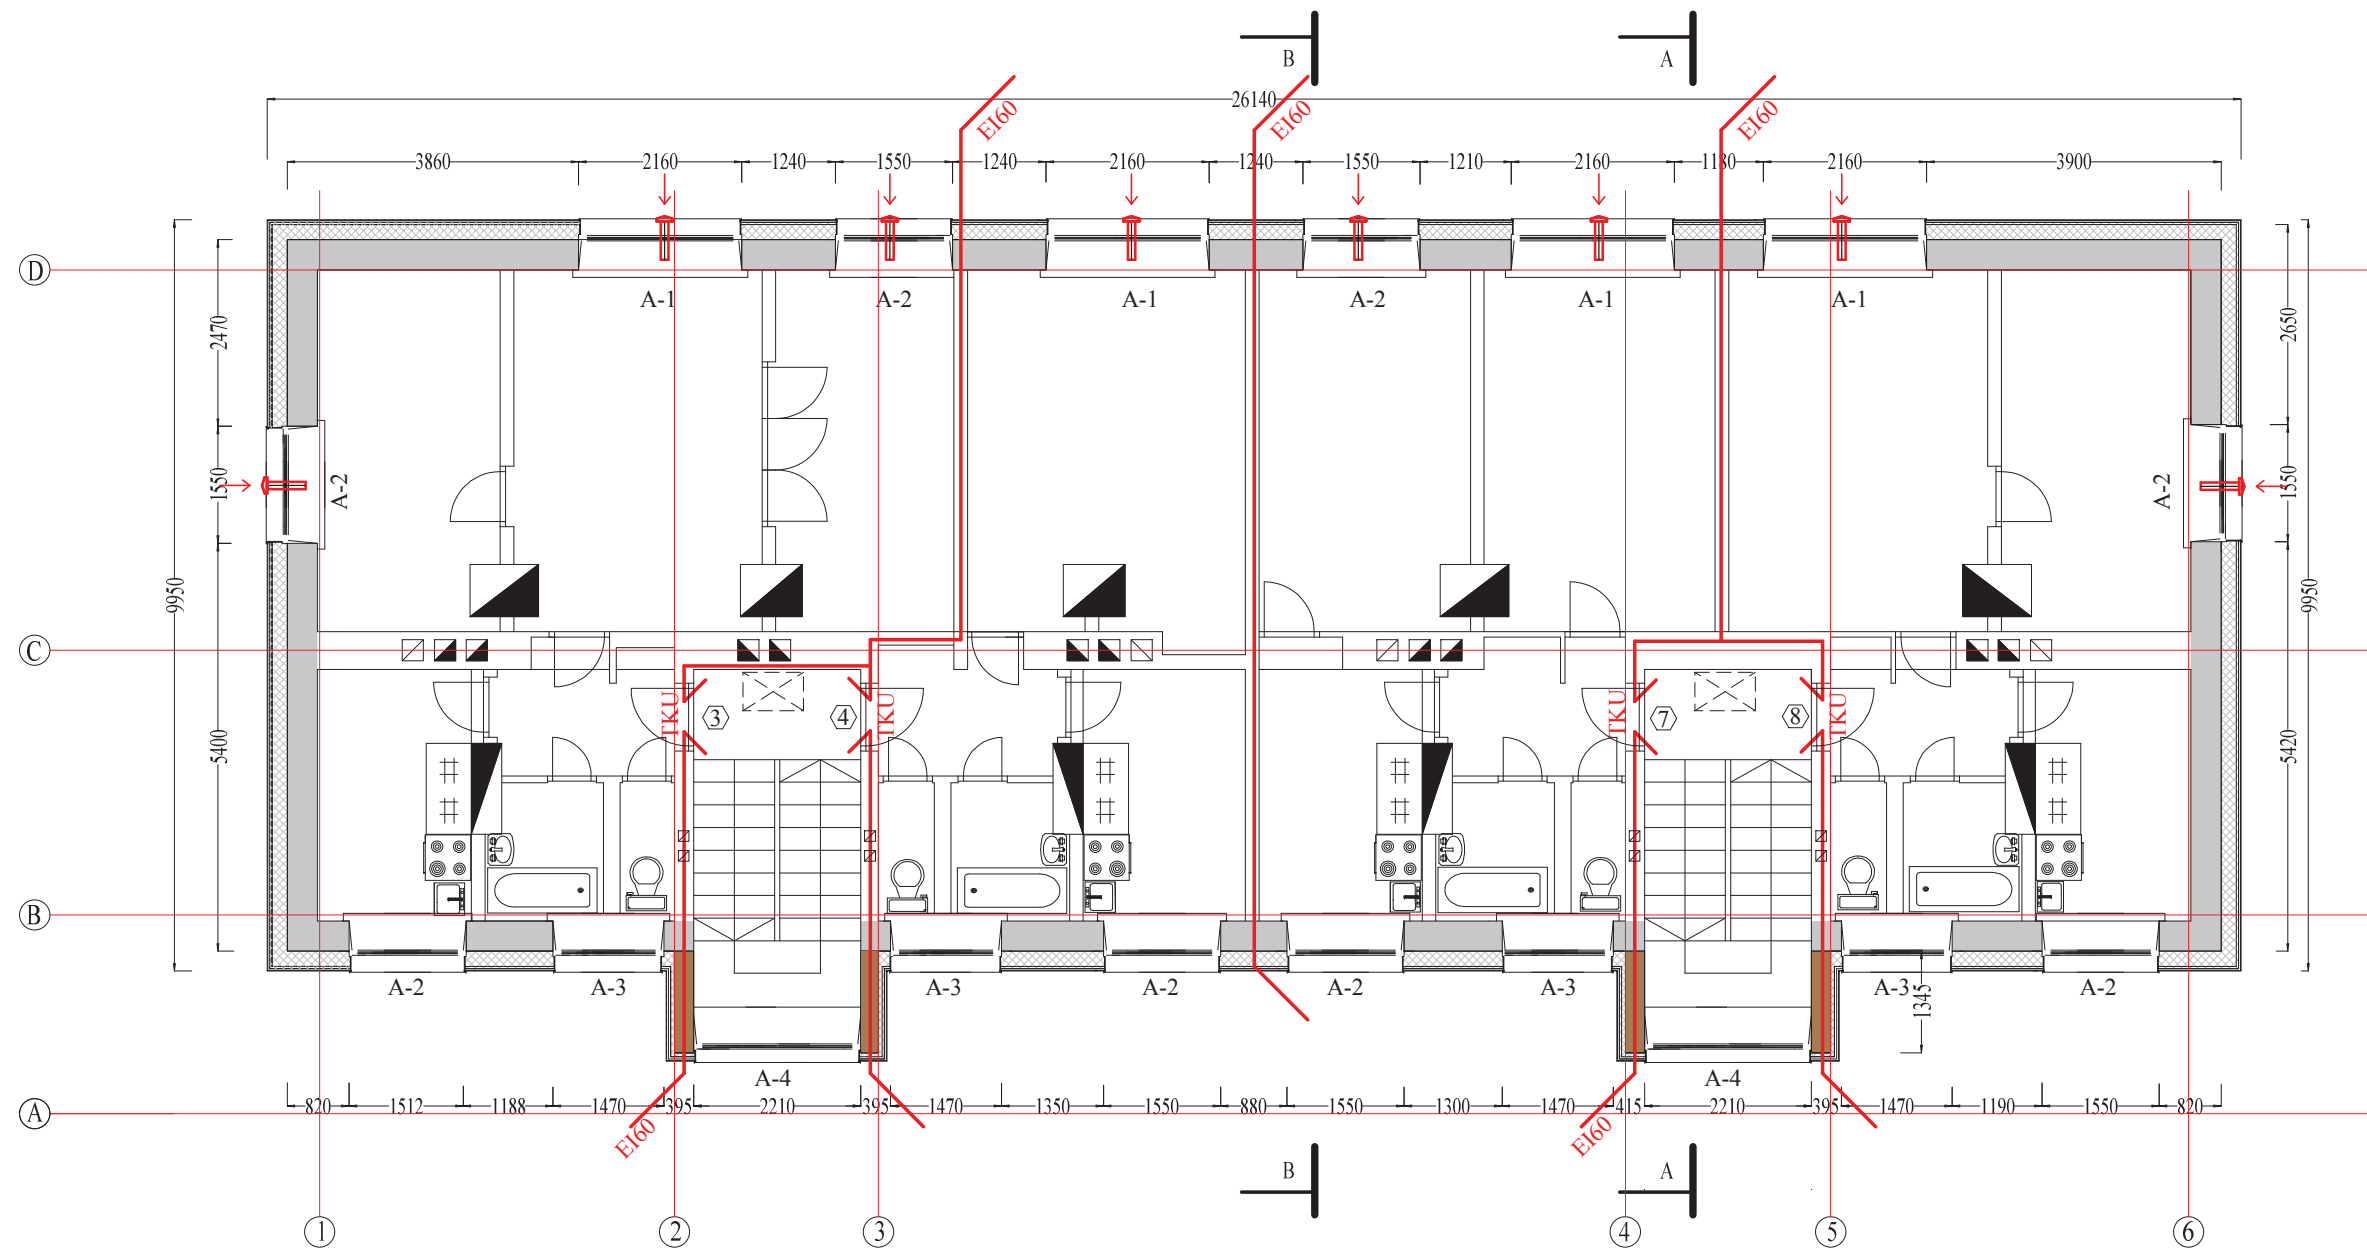 B
A
26140
EI60
EI60
EI60
3860
2160
1240
1550
1240
2160
1240
1550
1210
2160
1180
2160
3900
D
A-1
A-2
A-1
A-2
A-1
A-1
2470
2650
1550
A-2
A-2
1550
9950
9950
C
TKU
3
4
TKU
TKU
7
8
TKU
5400
5420
B
A-2
A-3
A-3
A-2
A-2
A-3
A-3
A-2
1345
A-4
A-4
A
820
1512
1188
1470
395
2210
395
1470
1350
1550
880
1550
1300
1470
415
2210
395
1470
1190
1550
820
EI60
EI60
B
A
1
2
3
4
5
6